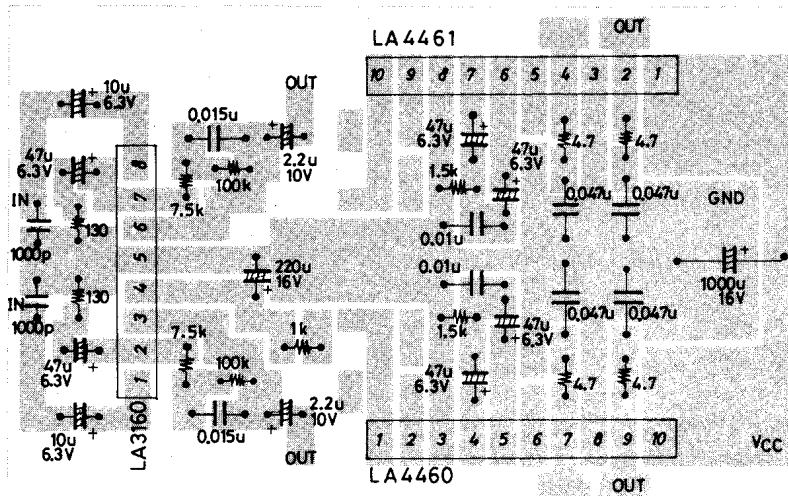 LA4461
OUT
10 9 8 7 6 5 4 3 2 1
10u
6.3V
OUT
0.015u
47u
6.3V
47u
6.3V
4.7
4.7
47u
6.3V
8
2.2u
10V
100k
1.5k
7
7.5k
IN
0.047u
0.047u
GND
130
6
1000p
0.01u
5
220u
16V
0.01u
1000u
16V
4
IN
130
1000p
3
0.047u
0.047u
7.5k
1k
1.5k
47u
6.3V
2
47u
6.3V
100k
47u
6.3V
4.7
4.7
1
2.2u
10V
10u
6.3V
0.015u
LA3160
OUT
1 2 3 4 5 6 7 8 9 10
VCC
LA4460
OUT